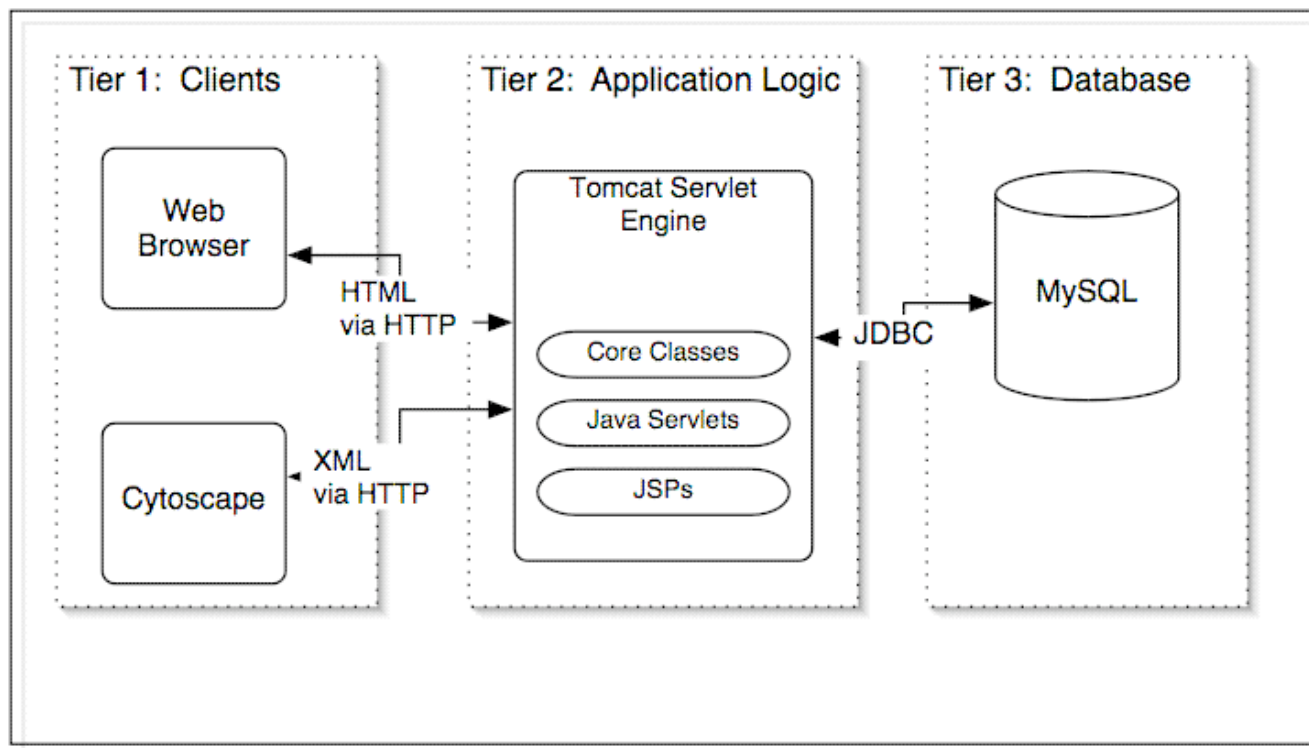 Tier 1:  Clients
Web
Browser
HTML
via HTTP
Cytoscape
XML
via HTTP
Tier 2:  Application Logic
Tomcat Servlet
Engine
Core Classes
Java Servlets
JSPs
JDBC
Tier 3:  Database
MySQL